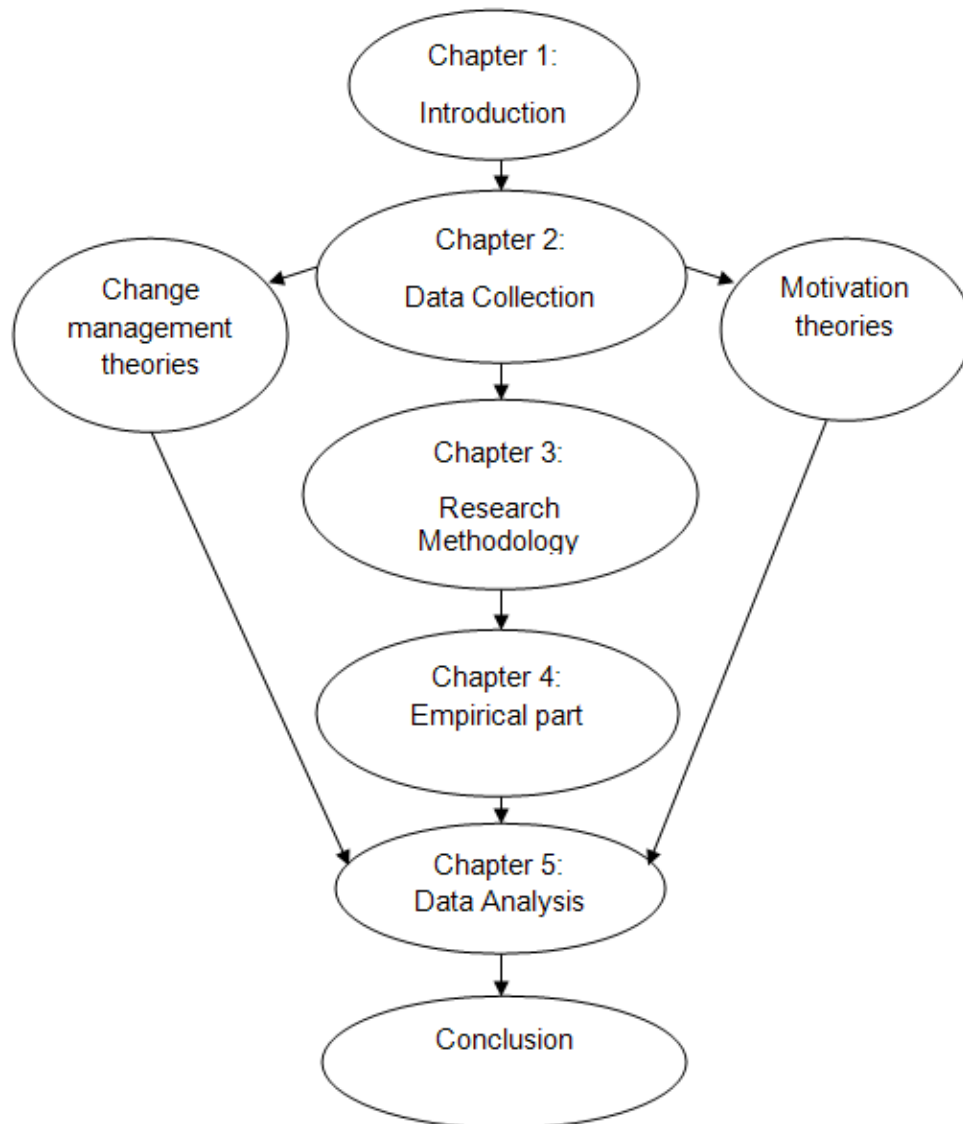 Chapter 1:
Introduction
Chapter 2:
Data Collection
Change
management
theories
Motivation
theories
Chapter 3:
Research
Methodology
Chapter 4:
Empirical part
Chapter 5:
Data Analysis
Conclusion